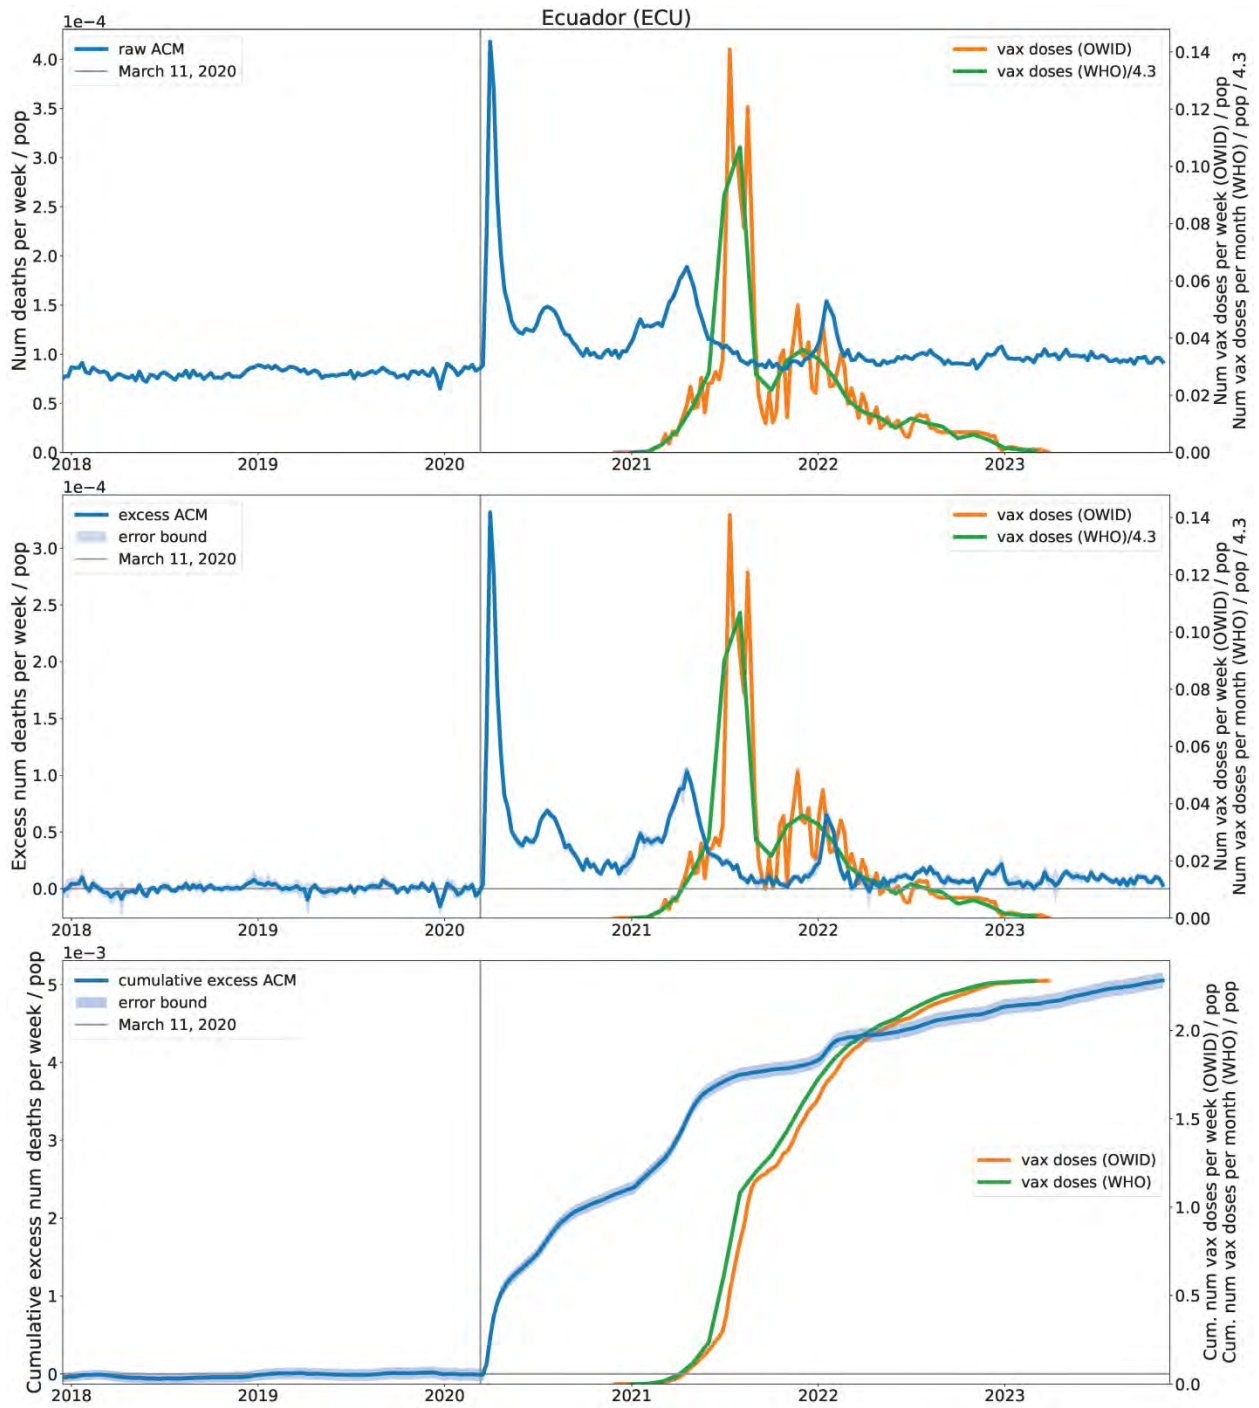 Ecuador (ECU)
1e−4
raw ACM
March 11, 2020
vax doses (OWID)
vax doses (WHO)/4.3
Num deaths per week / pop
4.0
3.5
3.0
2.5
2.0
1.5
1.0
0.5
0.0
0.14
0.12
0.10
0.08
0.06
0.04
0.02
0.00
Num vax doses per week (OWID) / pop
Num vax doses per month (WHO) / pop / 4.3
2018 2019 2020 2021 2022 2023
1e−4
excess ACM
error bound
March 11, 2020
vax doses (OWID)
vax doses (WHO)/4.3
Excess num deaths per week / pop
3.0
2.5
2.0
1.5
1.0
0.5
0.0
0.14
0.12
0.10
0.08
0.06
0.04
0.02
0.00
Num vax doses per week (OWID) / pop
Num vax doses per month (WHO) / pop / 4.3
2018 2019 2020 2021 2022 2023
1e−3
cumulative excess ACM
error bound
March 11, 2020
vax doses (OWID)
vax doses (WHO)
Cumulative excess num deaths per week / pop
5
4
3
2
1
0
2.0
1.5
1.0
0.5
0.0
Cum. num vax doses per week (OWID) / pop
Cum. num vax doses per month (WHO) / pop
2018 2019 2020 2021 2022 2023